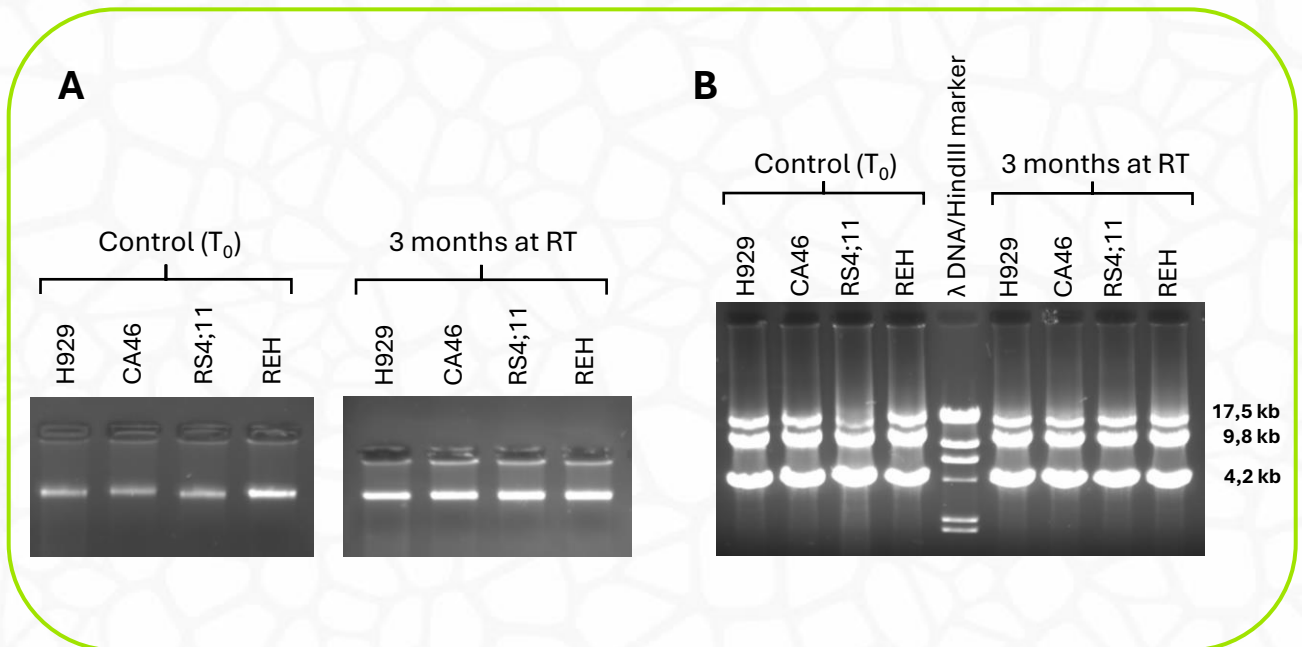 A
Control (T₀)
3 months at RT
H929
CA46
RS4;11
REH
H929
CA46
RS4;11
REH
B
Control (T₀)
λ DNA/HindIII marker
3 months at RT
H929
CA46
RS4;11
REH
H929
CA46
RS4;11
REH
17,5 kb
9,8 kb
4,2 kb